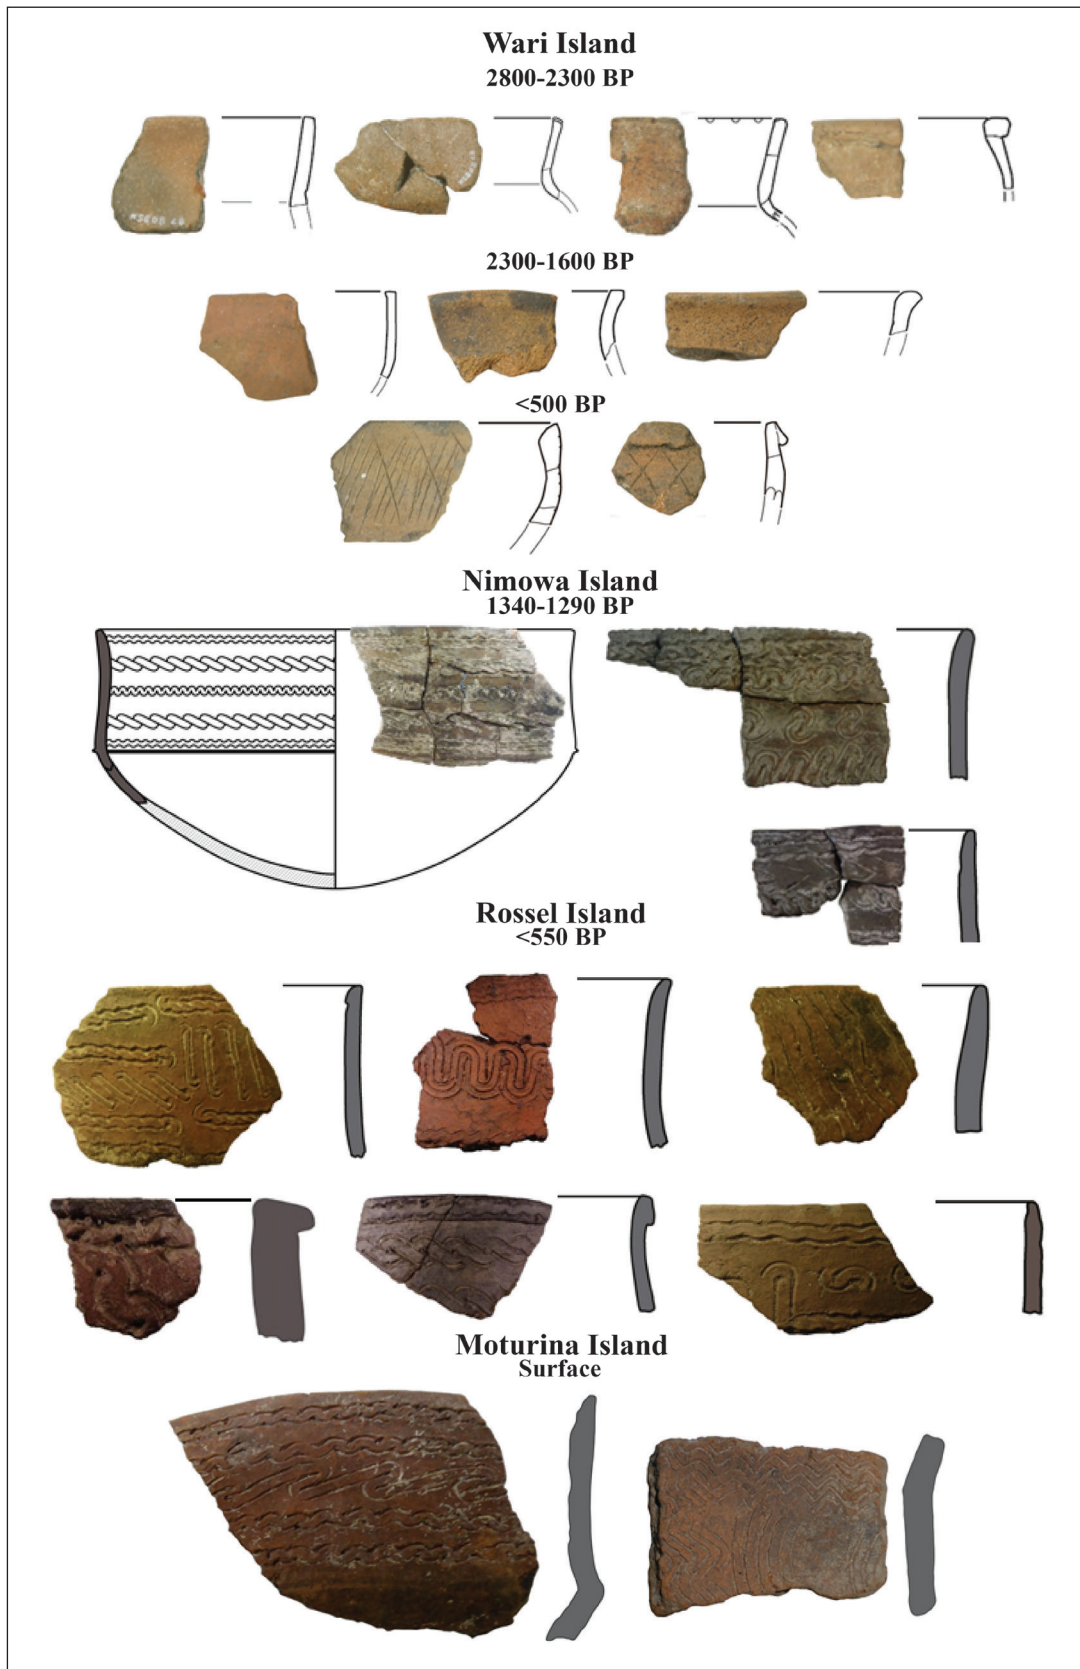 Wari Island
2800-2300 BP
2300-1600 BP
<500 BP
Nimowa Island
1340-1290 BP
Rossel Island
<550 BP
Moturina Island
Surface